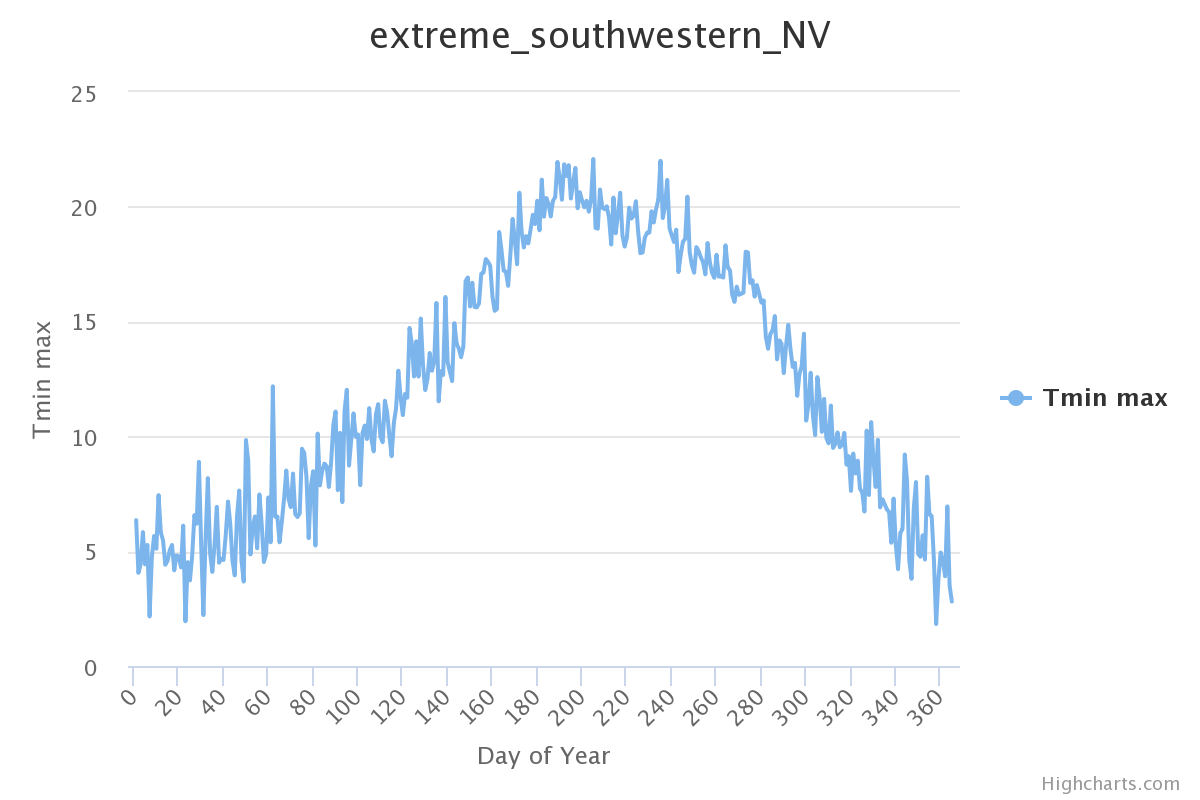 extreme_southwestern_NV
25
20
15
10
5
0
Tmin max
0 20 40 60 80 100 120 140 160 180 200 220 240 260 280 300 320 340 360
Day of Year
Tmin max
Highcharts.com